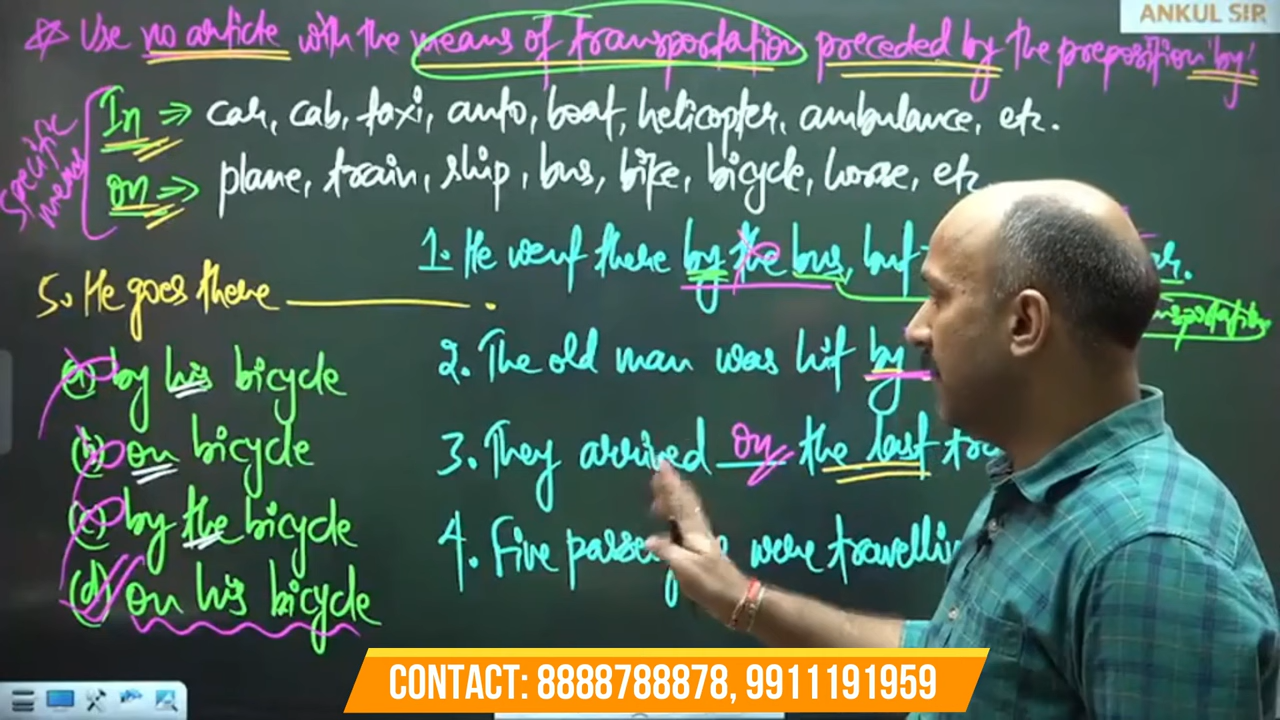 ANKUL SIR
☆ Use no article with the means of transportation preceded by the preposition 'by'.
Specific means
In ⇒ car, cab, taxi, auto, boat, helicopter, ambulance, etc.
on ⇒ plane, train, ship, bus, bike, bicycle, horse, etc
1. He went there by the bus, but
5. He goes there ________.
(a) by his bicycle
(b) on bicycle
(c) by the bicycle
(d) on his bicycle
2. The old man was hit by
3. They arrived on the last
4. Five were
CONTACT: 8888788878, 9911191959